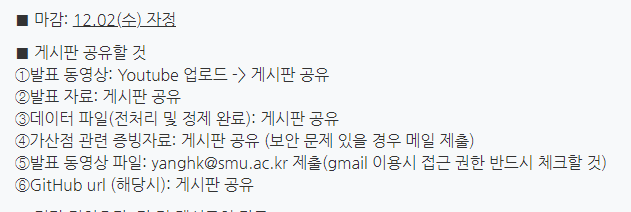 ■ 마감: 12.02(수) 자정
■ 게시판 공유할 것
①발표 동영상: Youtube 업로드 -> 게시판 공유
②발표 자료: 게시판 공유
③데이터 파일(전처리 및 정제 완료): 게시판 공유
④가산점 관련 증빙자료: 게시판 공유 (보안 문제 있을 경우 메일 제출)
⑤발표 동영상 파일: yanghk@smu.ac.kr 제출(gmail 이용시 접근 권한 반드시 체크할 것)
⑥GitHub url (해당시): 게시판 공유